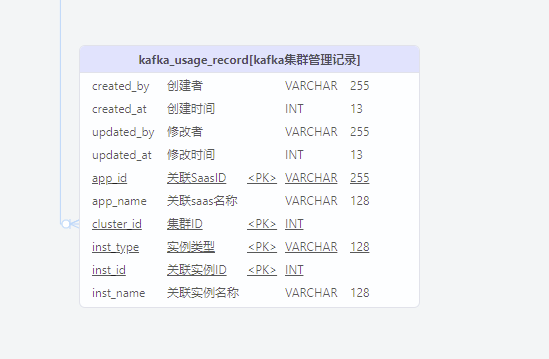 kafka_usage_record[kafka集群管理记录]
created_by 创建者 VARCHAR 255
created_at 创建时间 INT 13
updated_by 修改者 VARCHAR 255
updated_at 修改时间 INT 13
app_id 关联SaasID <PK> VARCHAR 255
app_name 关联saas名称 VARCHAR 128
cluster_id 集群ID <PK> INT
inst_type 实例类型 <PK> VARCHAR 128
inst_id 关联实例ID <PK> INT
inst_name 关联实例名称 VARCHAR 128